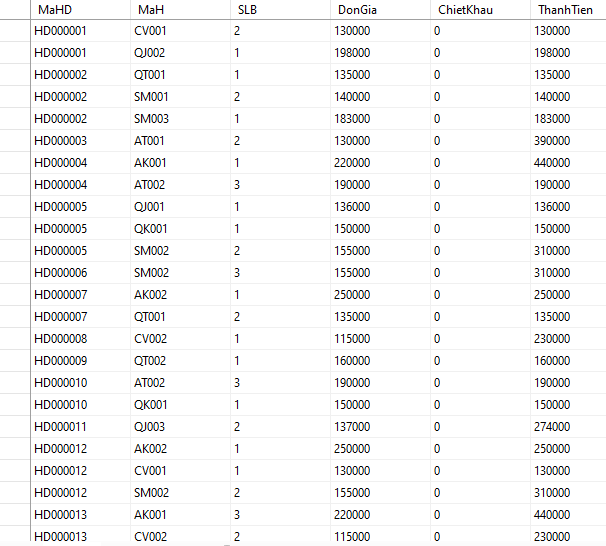 MaHD MaH SLB DonGia ChietKhau ThanhTien
HD000001 CV001 2 130000 0 130000
HD000001 QJ002 1 198000 0 198000
HD000002 QT001 1 135000 0 135000
HD000002 SM001 2 140000 0 140000
HD000002 SM003 1 183000 0 183000
HD000003 AT001 2 130000 0 390000
HD000004 AK001 1 220000 0 440000
HD000004 AT002 3 190000 0 190000
HD000005 QJ001 1 136000 0 136000
HD000005 QK001 1 150000 0 150000
HD000005 SM002 2 155000 0 310000
HD000006 SM002 3 155000 0 310000
HD000007 AK002 1 250000 0 250000
HD000007 QT001 2 135000 0 135000
HD000008 CV002 1 115000 0 230000
HD000009 QT002 1 160000 0 160000
HD000010 AT002 3 190000 0 190000
HD000010 QK001 1 150000 0 150000
HD000011 QJ003 2 137000 0 274000
HD000012 AK002 1 250000 0 250000
HD000012 CV001 1 130000 0 130000
HD000012 SM002 2 155000 0 310000
HD000013 AK001 3 220000 0 440000
HD000013 CV002 2 115000 0 230000